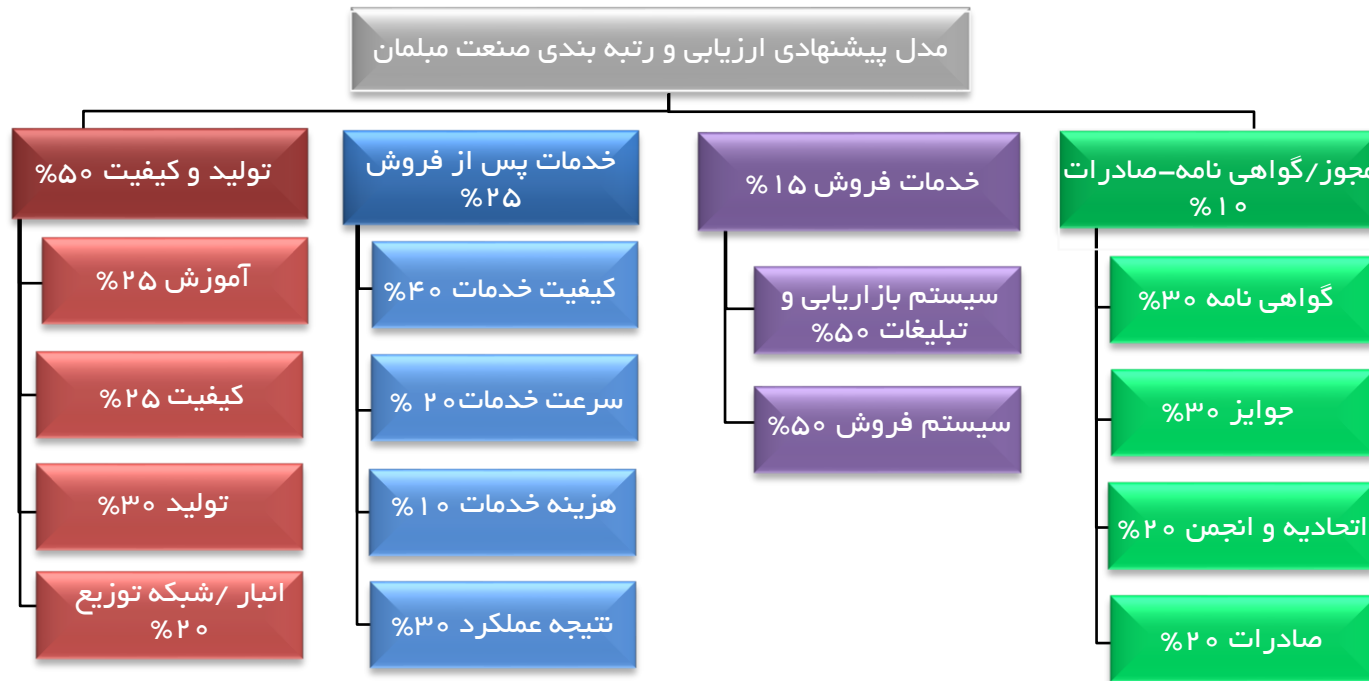 مدل پیشنهادی ارزیابی و رتبه بندی صنعت مبلمان
مجوز/گواهی نامه-صادرات
%۱۰
گواهی نامه ۳۰%
جوایز ۳۰%
اتحادیه و انجمن ۲۰%
صادرات ۲۰%
خدمات فروش ۱۵%
سیستم بازاریابی و
تبلیغات ۵۰%
سیستم فروش ۵۰%
خدمات پس از فروش
%۲۵
کیفیت خدمات ۴۰%
سرعت خدمات۲۰ %
هزینه خدمات ۱۰%
نتیجه عملکرد ۳۰%
تولید و کیفیت ۵۰%
آموزش ۲۵%
کیفیت ۲۵%
تولید ۳۰%
انبار /شبکه توزیع
%۲۰